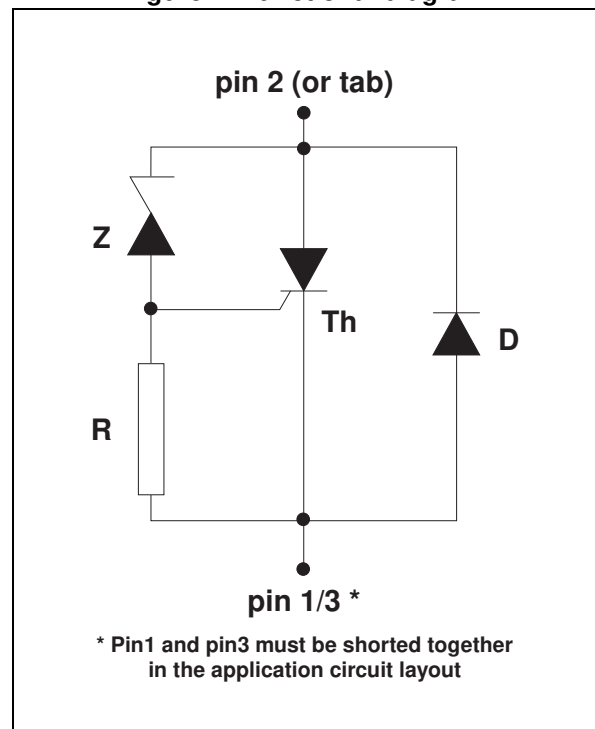 pin 2 (or tab)
Z
Th
D
R
pin 1/3 *
* Pin1 and pin3 must be shorted together
in the application circuit layout